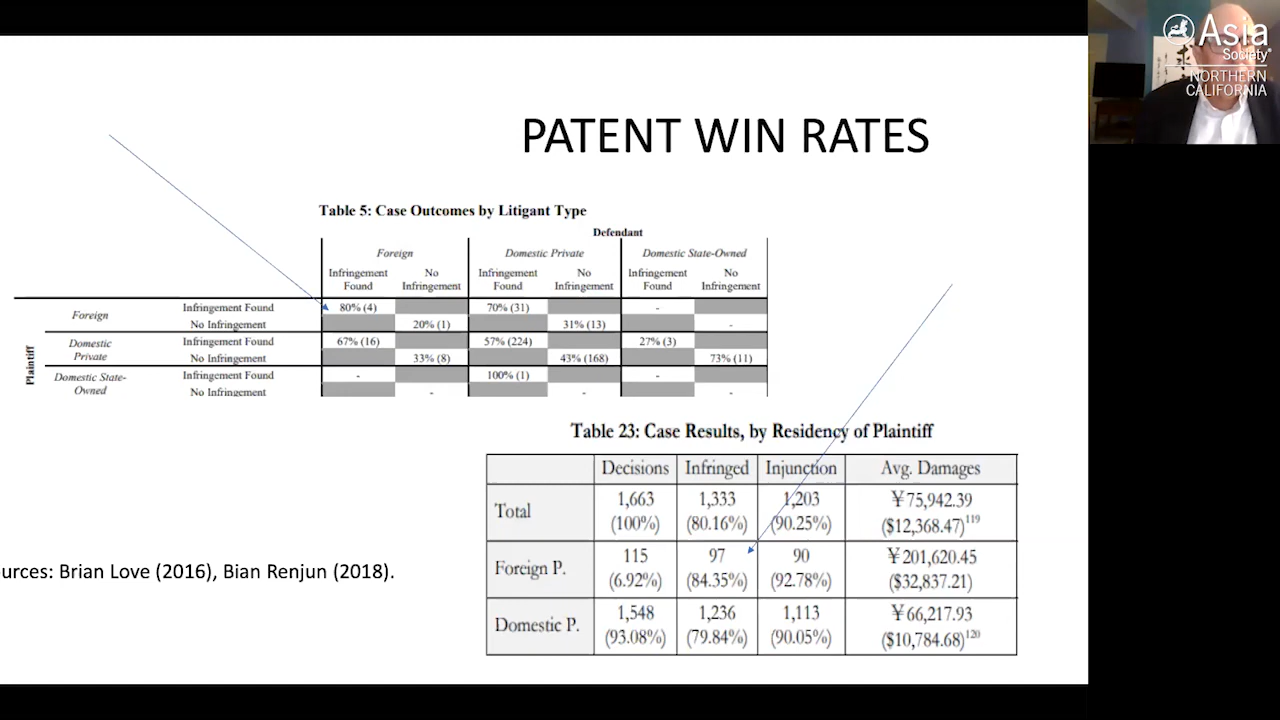 Asia
Society
NORTHERN
CALIFORNIA
PATENT WIN RATES
Table 5: Case Outcomes by Litigant Type
Defendant
Foreign Domestic Private Domestic State-Owned
Infringement Found No Infringement Infringement Found No Infringement Infringement Found No Infringement
Plaintiff
Foreign Infringement Found 80% (4) 70% (31) -
No Infringement 20% (1) 31% (13) -
Domestic Private Infringement Found 67% (16) 57% (224) 27% (3)
No Infringement 33% (8) 43% (168) 73% (11)
Domestic State-Owned Infringement Found - 100% (1) -
No Infringement - - -
Table 23: Case Results, by Residency of Plaintiff
Decisions Infringed Injunction Avg. Damages
Total 1,663 1,333 1,203 ¥75,942.39
(100%) (80.16%) (90.25%) ($12,368.47)119
Foreign P. 115 97 90 ¥201,620.45
(6.92%) (84.35%) (92.78%) ($32,837.21)
Domestic P. 1,548 1,236 1,113 ¥66,217.93
(93.08%) (79.84%) (90.05%) ($10,784.68)120
urces: Brian Love (2016), Bian Renjun (2018).